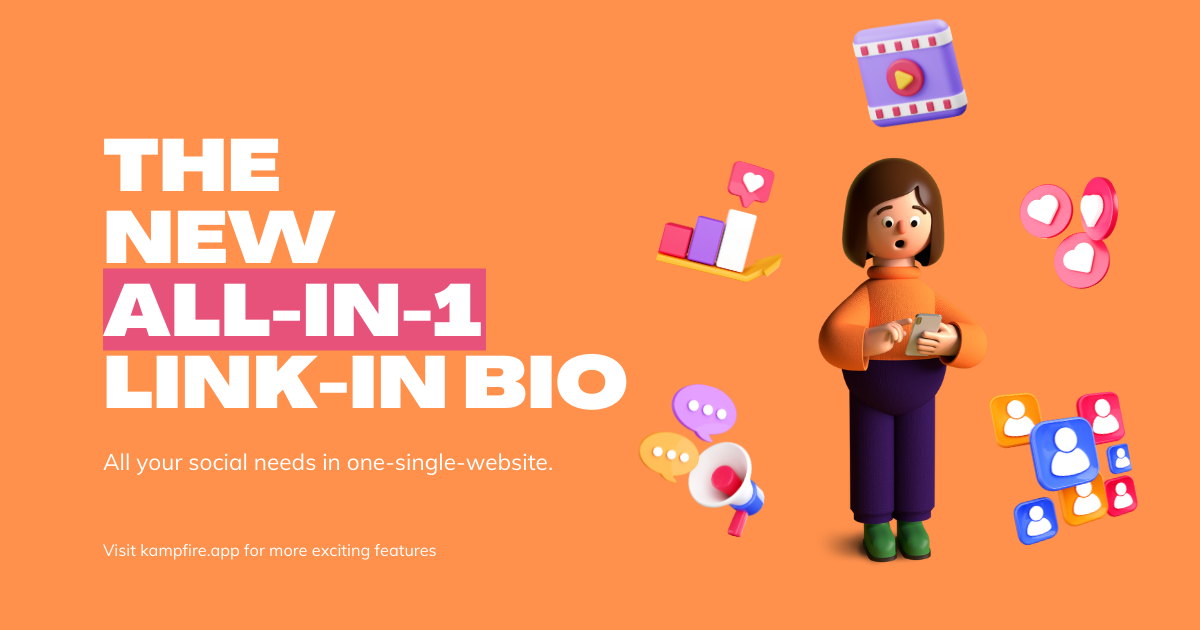 THE
NEW
ALL-IN-1
LINK-IN BIO
All your social needs in one-single-website.
Visit kampfire.app for more exciting features